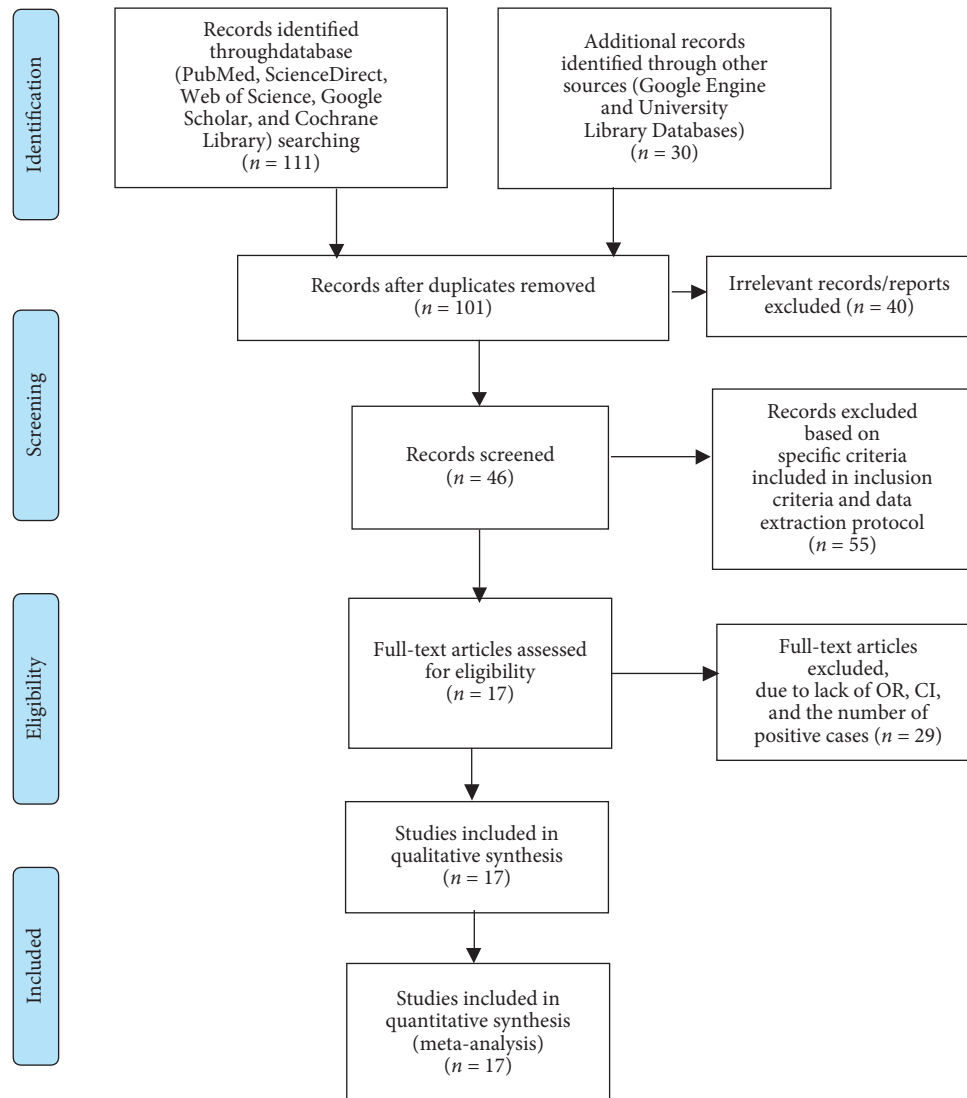 Identification
Records identified
throughdatabase
(PubMed, ScienceDirect,
Web of Science, Google
Scholar, and Cochrane
Library) searching
(n = 111)
Additional records
identified through other
sources (Google Engine
and University
Library Databases)
(n = 30)
Records after duplicates removed
(n = 101)
Irrelevant records/reports
excluded (n = 40)
Screening
Records screened
(n = 46)
Records excluded
based on
specific criteria
included in inclusion
criteria and data
extraction protocol
(n = 55)
Eligibility
Full-text articles assessed
for eligibility
(n = 17)
Full-text articles
excluded,
due to lack of OR, CI,
and the number of
positive cases (n = 29)
Studies included in
qualitative synthesis
(n = 17)
Included
Studies included in
quantitative synthesis
(meta-analysis)
(n = 17)